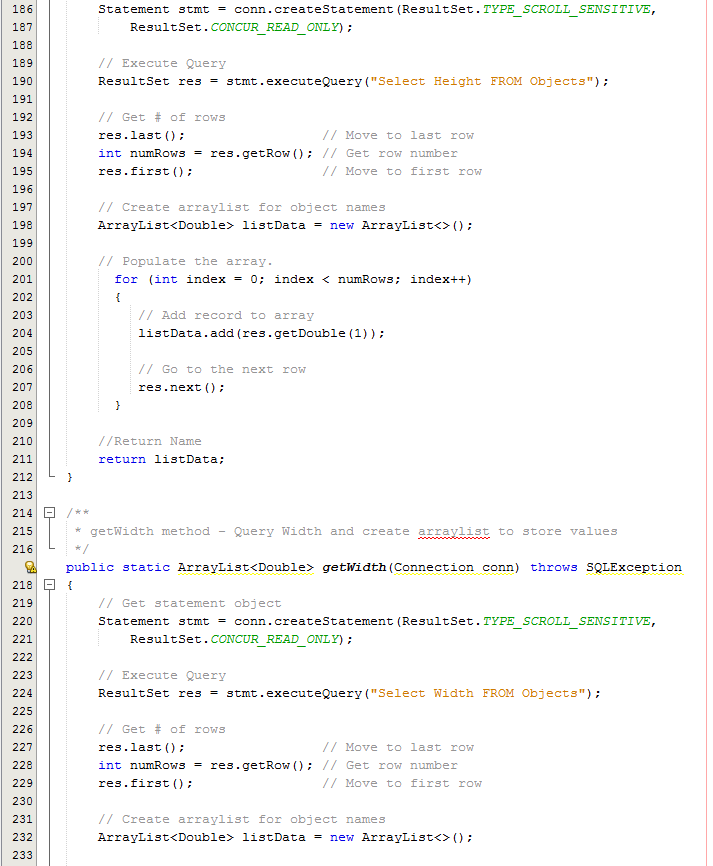 186 Statement stmt = conn.createStatement(ResultSet.TYPE_SCROLL_SENSITIVE,
187 ResultSet.CONCUR_READ_ONLY);
188
189 // Execute Query
190 ResultSet res = stmt.executeQuery("Select Height FROM Objects");
191
192 // Get # of rows
193 res.last(); // Move to last row
194 int numRows = res.getRow(); // Get row number
195 res.first(); // Move to first row
196
197 // Create arraylist for object names
198 ArrayList<Double> listData = new ArrayList<>();
199
200 // Populate the array.
201 for (int index = 0; index < numRows; index++)
202 {
203 // Add record to array
204 listData.add(res.getDouble(1));
205
206 // Go to the next row
207 res.next();
208 }
209
210 //Return Name
211 return listData;
212 }
213
214 /**
215 * getWidth method - Query Width and create arraylist to store values
216 */
public static ArrayList<Double> getWidth(Connection conn) throws SQLException
218 {
219 // Get statement object
220 Statement stmt = conn.createStatement(ResultSet.TYPE_SCROLL_SENSITIVE,
221 ResultSet.CONCUR_READ_ONLY);
222
223 // Execute Query
224 ResultSet res = stmt.executeQuery("Select Width FROM Objects");
225
226 // Get # of rows
227 res.last(); // Move to last row
228 int numRows = res.getRow(); // Get row number
229 res.first(); // Move to first row
230
231 // Create arraylist for object names
232 ArrayList<Double> listData = new ArrayList<>();
233